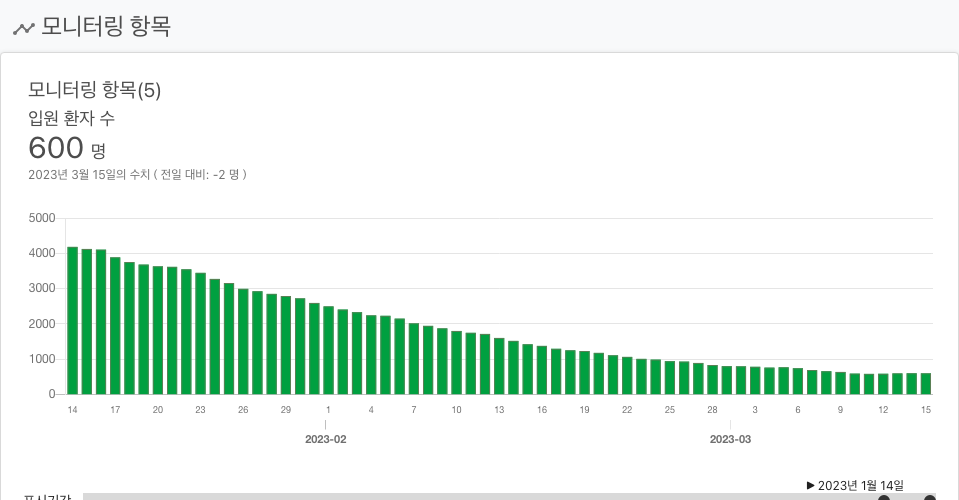 모니터링 항목
모니터링 항목(5)
입원 환자 수
600 명
2023년 3월 15일의 수치 ( 전일 대비: -2 명 )
5000
4000
3000
2000
1000
0
14 17 20 23 26 29 1 4 7 10 13 16 19 22 25 28 3 6 9 12 15
2023-02 2023-03
▶ 2023년 1월 14일
표시기간